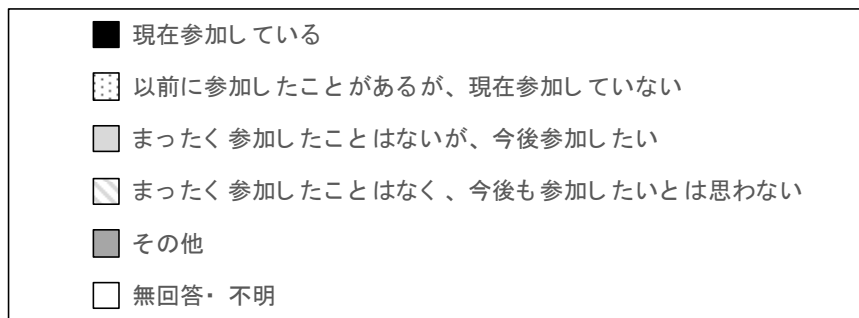 現在参加している
以前に参加したことがあるが、現在参加していない
まったく参加したことはないが、今後参加したい
まったく参加したことはなく、今後も参加したいとは思わない
その他
無回答・不明